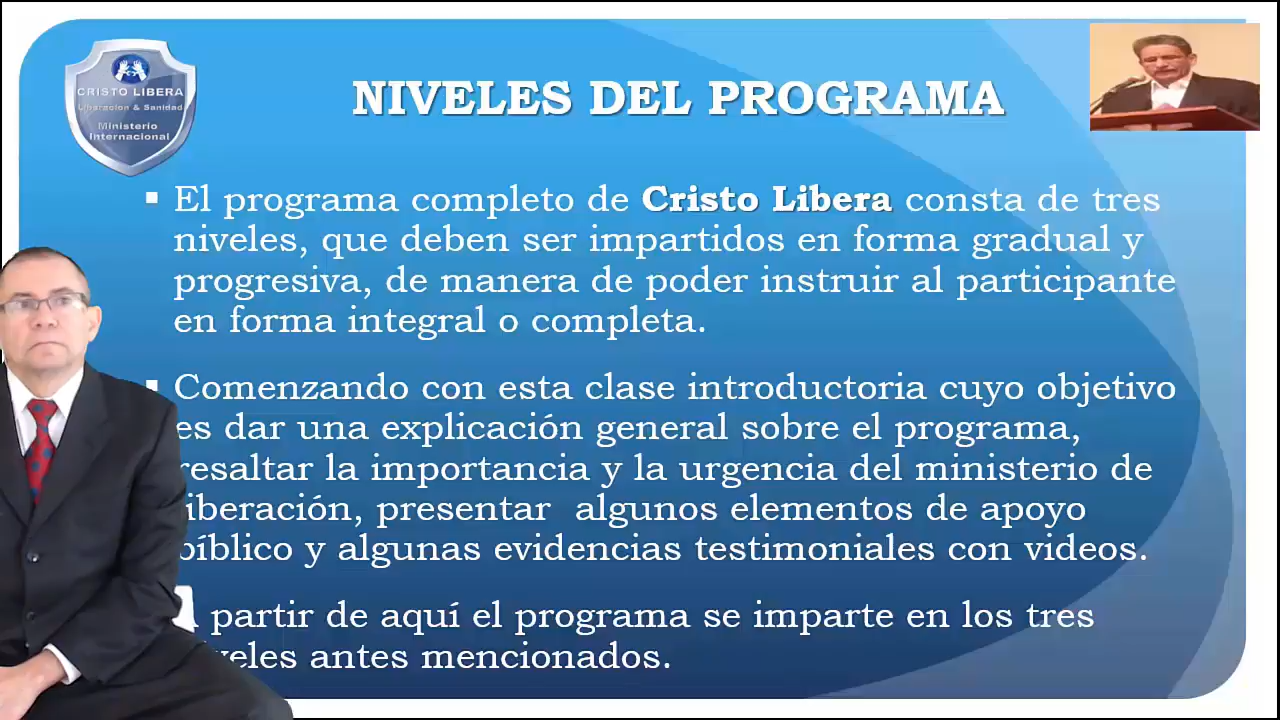 CRISTO LIBERA
Liberación & Sanidad
Ministerio
Internacional
NIVELES DEL PROGRAMA
▪ El programa completo de Cristo Libera consta de tres
niveles, que deben ser impartidos en forma gradual y
progresiva, de manera de poder instruir al participante
en forma integral o completa.
▪ Comenzando con esta clase introductoria cuyo objetivo
es dar una explicación general sobre el programa,
resaltar la importancia y la urgencia del ministerio de
iberación, presentar algunos elementos de apoyo
bíblico y algunas evidencias testimoniales con videos.
partir de aquí el programa se imparte en los tres
veles antes mencionados.